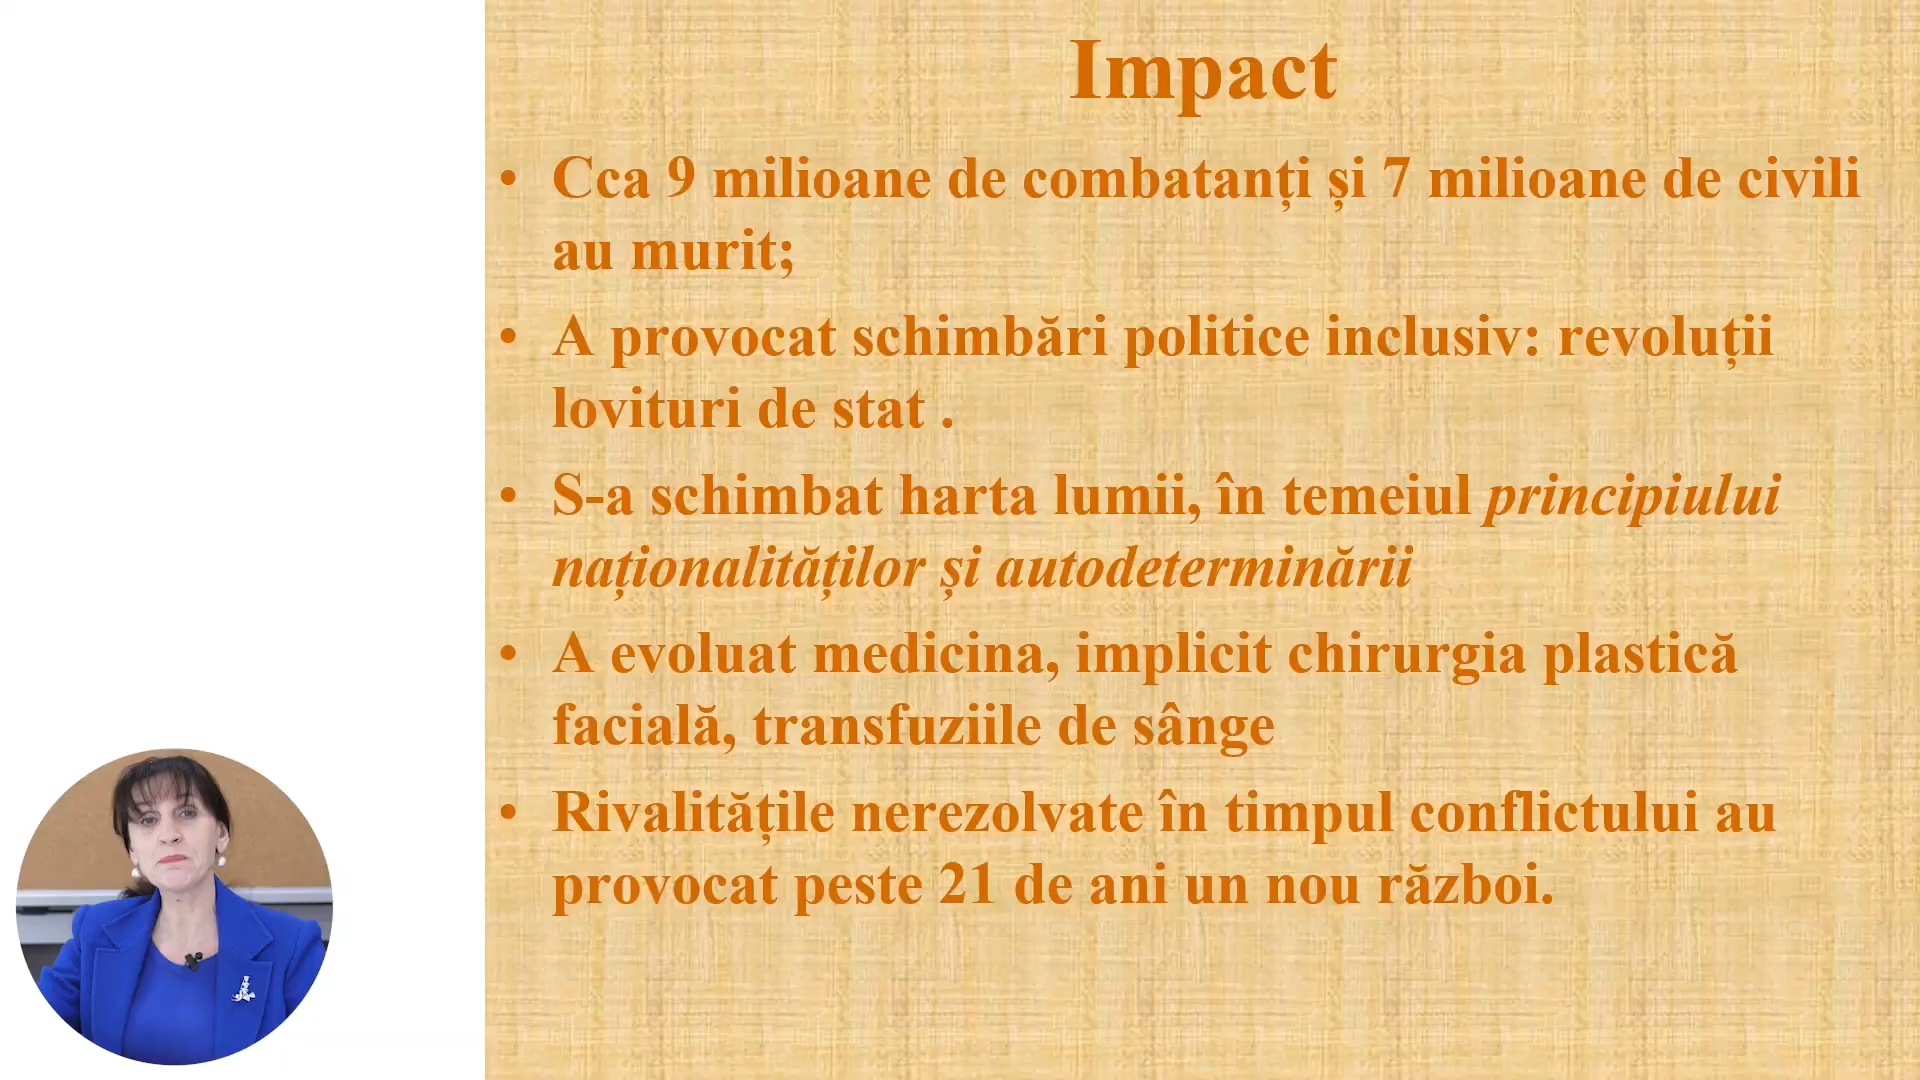 Impact
• Cca 9 milioane de combatanți și 7 milioane de civili
au murit;
• A provocat schimbări politice inclusiv: revoluții
lovituri de stat .
• S-a schimbat harta lumii, în temeiul principiului
naționalităților și autodeterminării
• A evoluat medicina, implicit chirurgia plastică
facială, transfuziile de sânge
• Rivalitățile nerezolvate în timpul conflictului au
provocat peste 21 de ani un nou război.